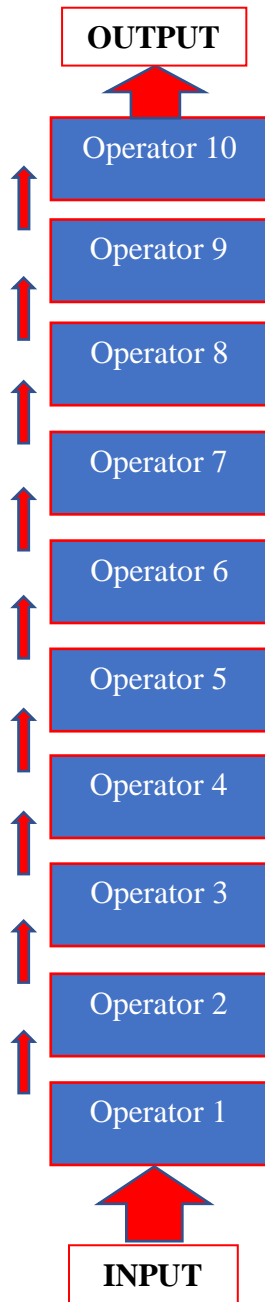 OUTPUT
Operator 10
Operator 9
Operator 8
Operator 7
Operator 6
Operator 5
Operator 4
Operator 3
Operator 2
Operator 1
INPUT